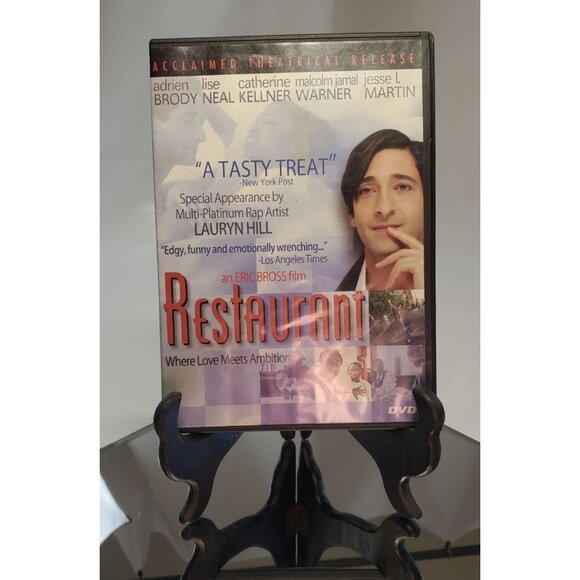 ACCLAIMED THEATRICAL RELEASE
adrien lise catherine malcolm jamal jesse l.
BRODY NEAL KELLNER WARNER MARTIN
"A TASTY TREAT"
-New York Post
Special Appearance by
Multi-Platinum Rap Artist
LAURYN HILL
"Edgy, funny and emotionally wrenching..."
-Los Angeles Times
an ERIC BROSS film
Restaurant
Where Love Meets Ambition
DVD